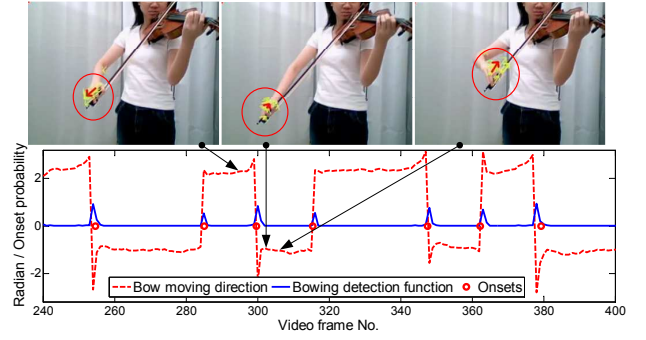 Radian / Onset probability
2
0
-2
Bow moving direction Bowing detection function Onsets
240 260 280 300 320 340 360 380 400
Video frame No.